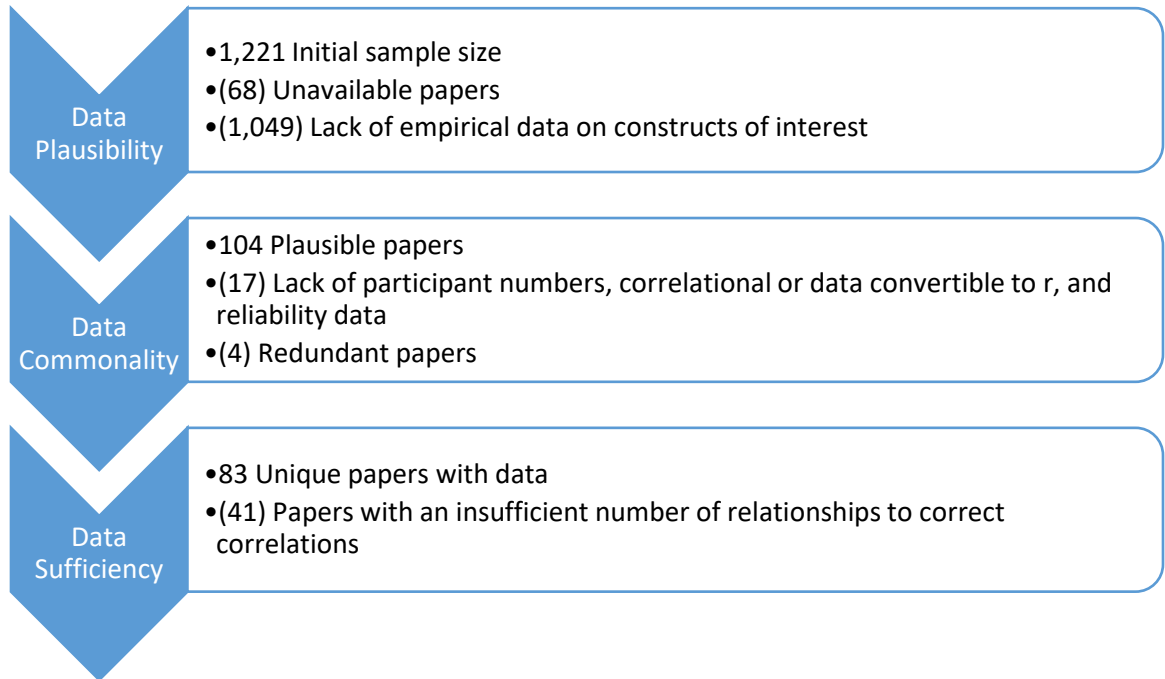 Data
Plausibility
•1,221 Initial sample size
•(68) Unavailable papers
•(1,049) Lack of empirical data on constructs of interest
Data
Commonality
•104 Plausible papers
•(17) Lack of participant numbers, correlational or data convertible to r, and
reliability data
•(4) Redundant papers
Data
Sufficiency
•83 Unique papers with data
•(41) Papers with an insufficient number of relationships to correct
correlations